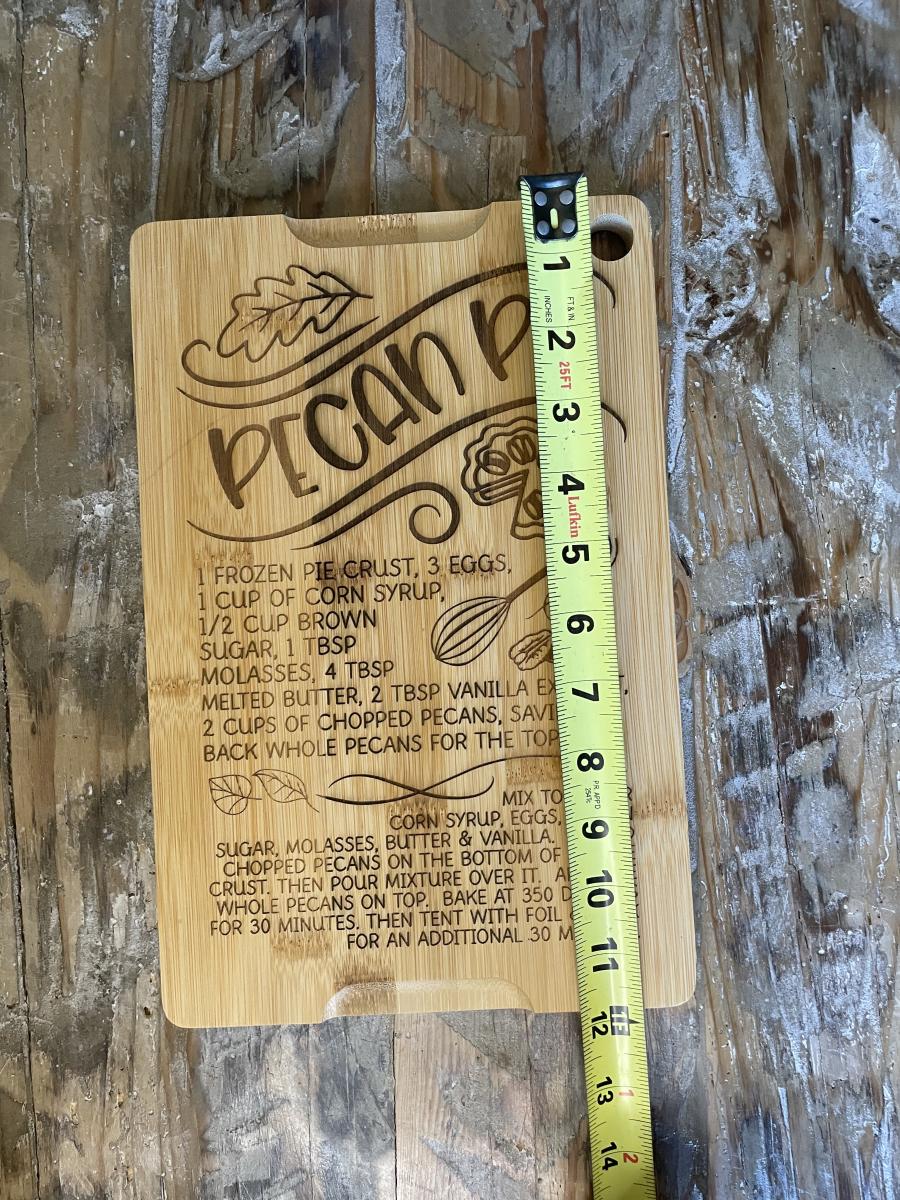 PECAN P
1 FROZEN PIE CRUST, 3 EGGS,
1 CUP OF CORN SYRUP,
1/2 CUP BROWN
SUGAR, 1 TBSP
MOLASSES, 4 TBSP
MELTED BUTTER, 2 TBSP VANILLA EX
2 CUPS OF CHOPPED PECANS, SAVI
BACK WHOLE PECANS FOR THE TOP
MIX TO
CORN SYRUP, EGGS,
SUGAR, MOLASSES, BUTTER & VANILLA.
CHOPPED PECANS ON THE BOTTOM OF
CRUST. THEN POUR MIXTURE OVER IT. A
WHOLE PECANS ON TOP. BAKE AT 350 D
FOR 30 MINUTES. THEN TENT WITH FOIL
FOR AN ADDITIONAL 30 M
1
INCHES
FT & IN
2
25FT
3
4
Lufkin
5
6
7
8
PR APPD
9
10
11
12
1F
13
1
14
2